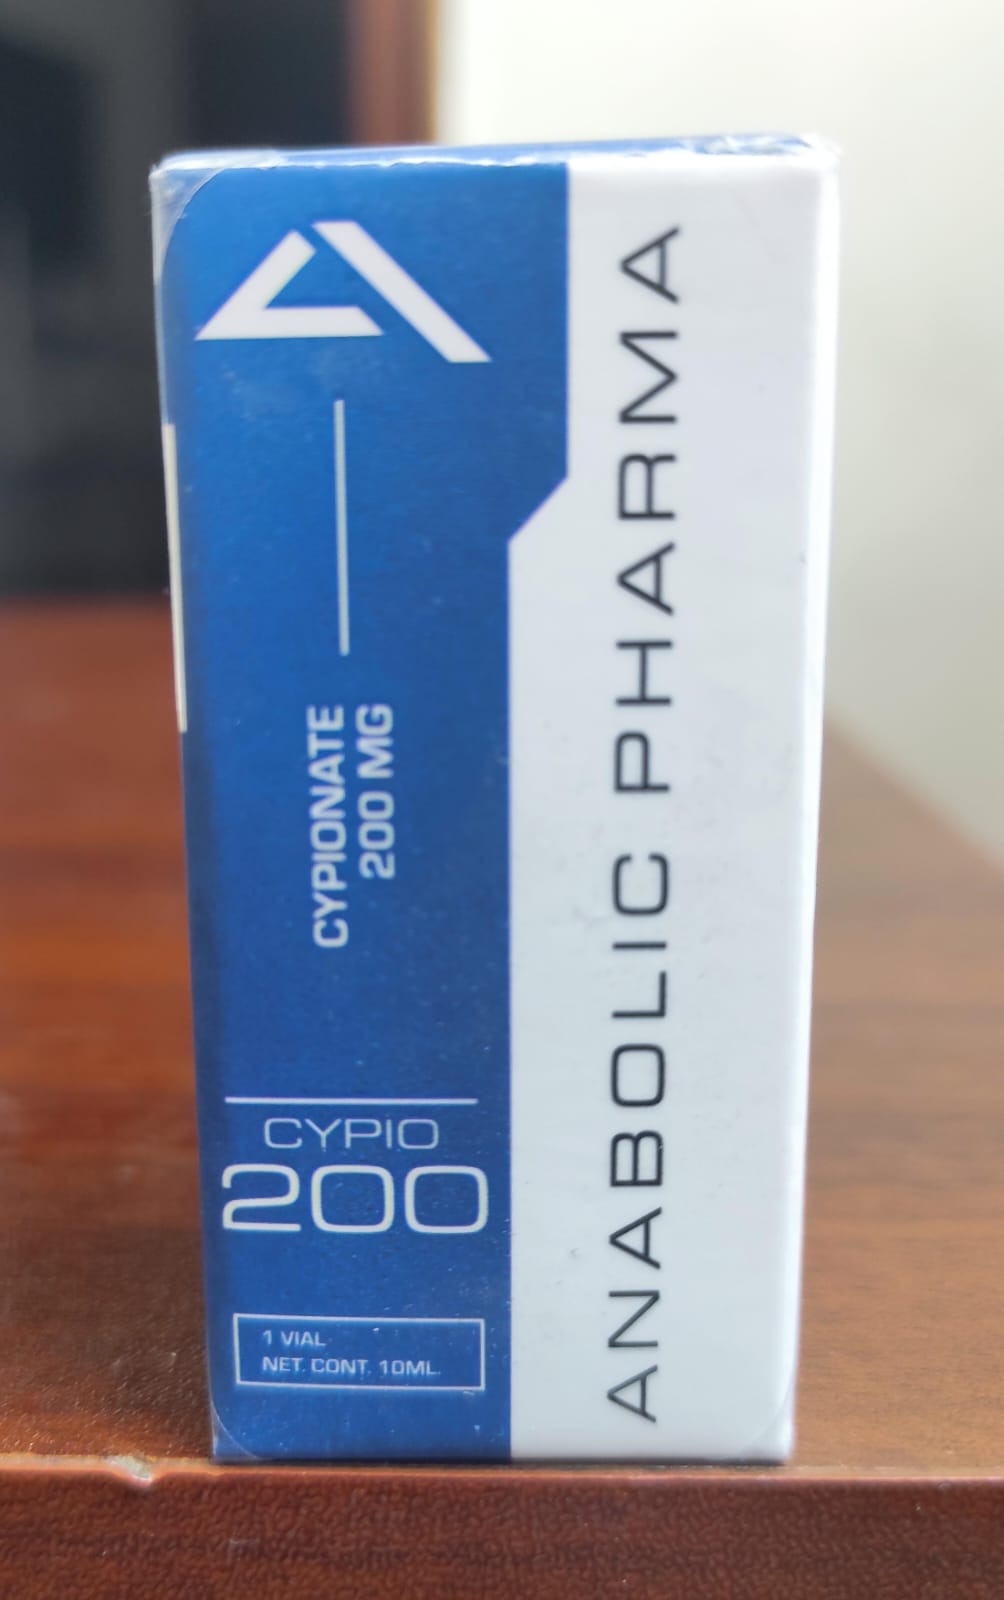 CYPIONATE
200 MG
CYPIO
200
1 VIAL
NET. CONT. 10ML.
ANABOLIC PHARMA